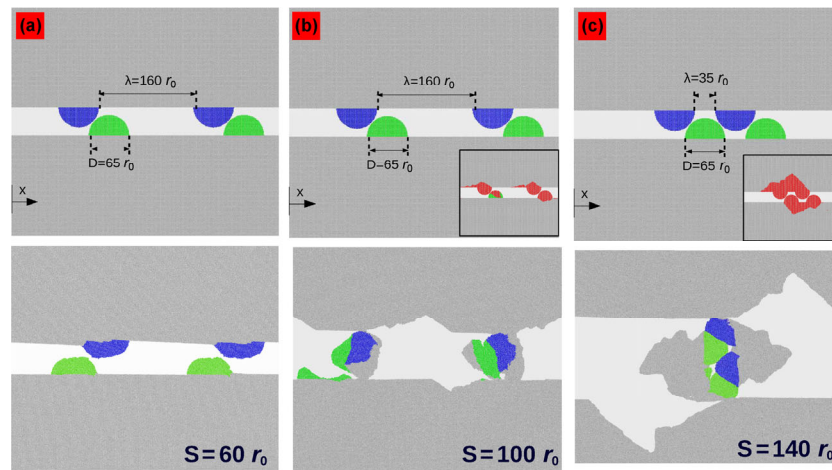 (a)
λ=160 r0
D=65 r0
x
(b)
λ=160 r0
D−65 r0
x
(c)
λ=35 r0
D=65 r0
x
S=60 r0
S=100 r0
S=140 r0